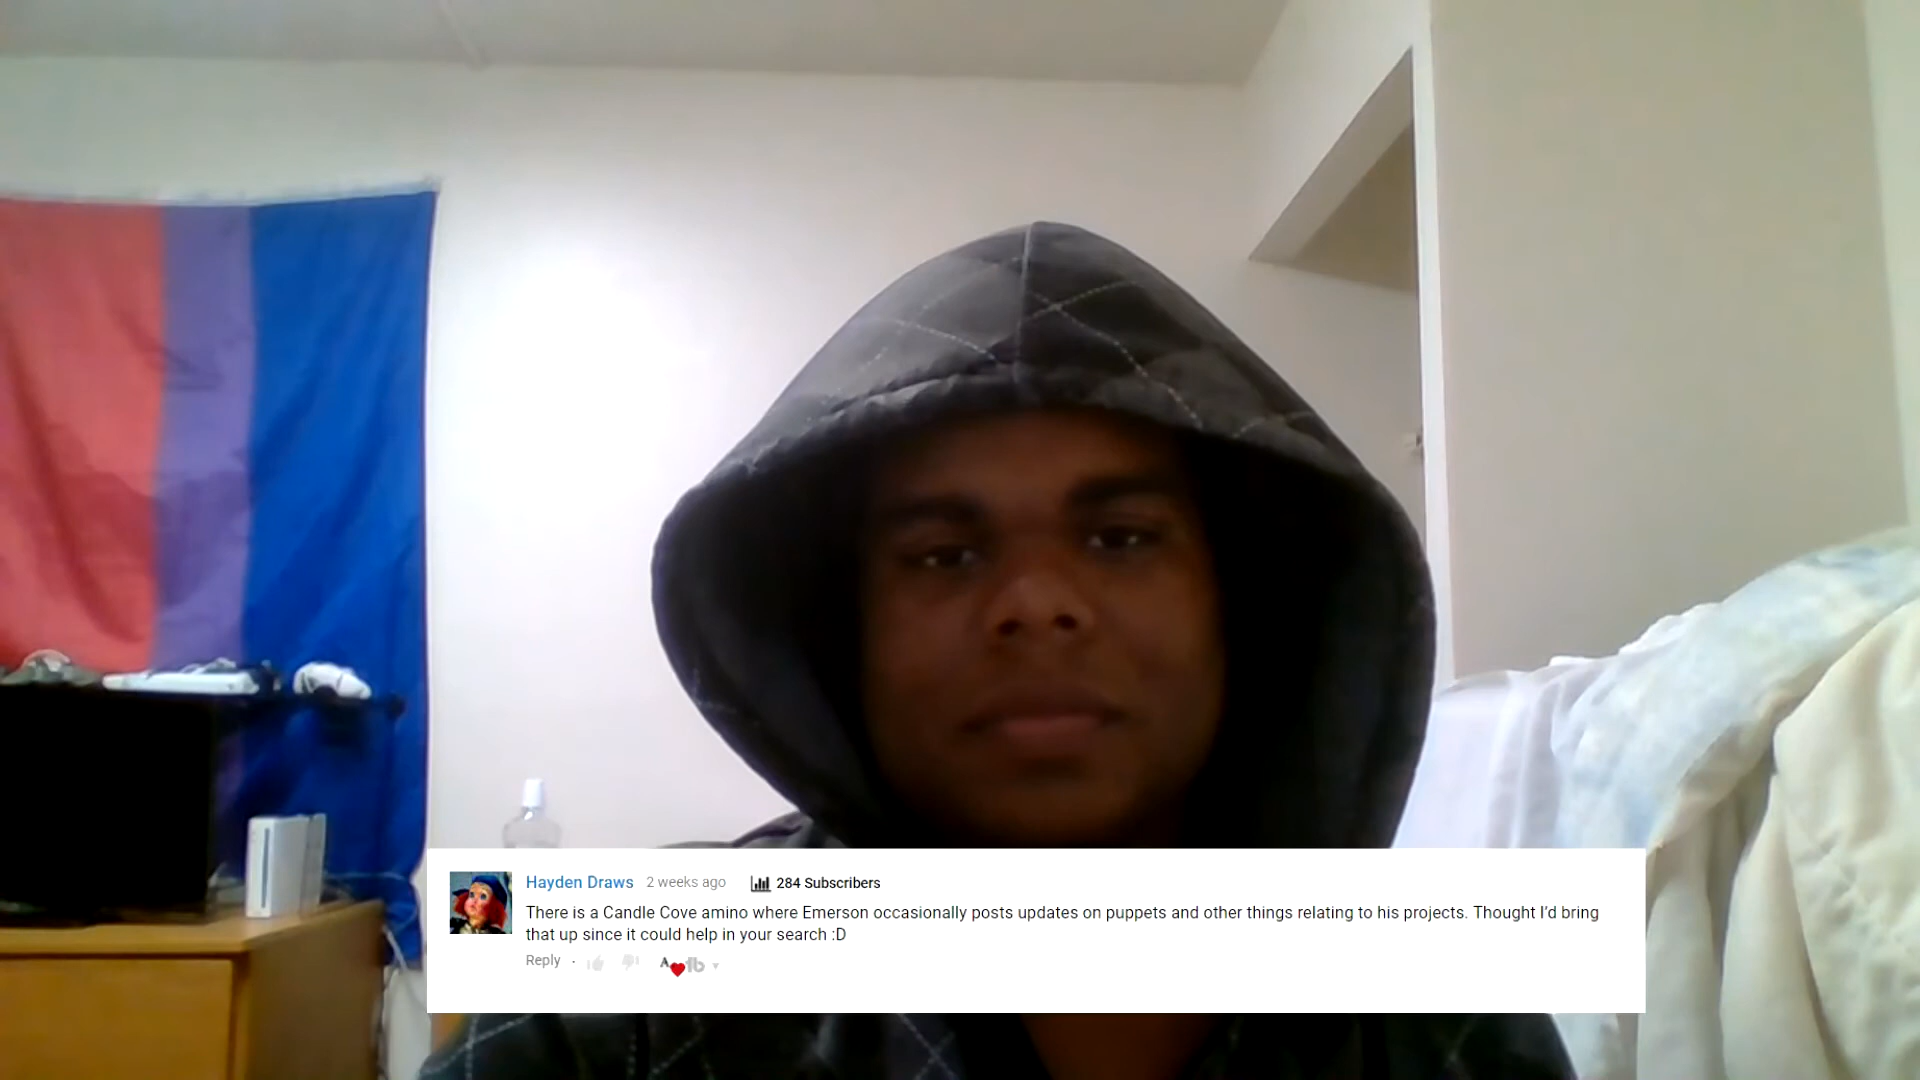 Hayden Draws 2 weeks ago 284 Subscribers
There is a Candle Cove amino where Emerson occasionally posts updates on puppets and other things relating to his projects. Thought I'd bring
that up since it could help in your search :D
Reply ·